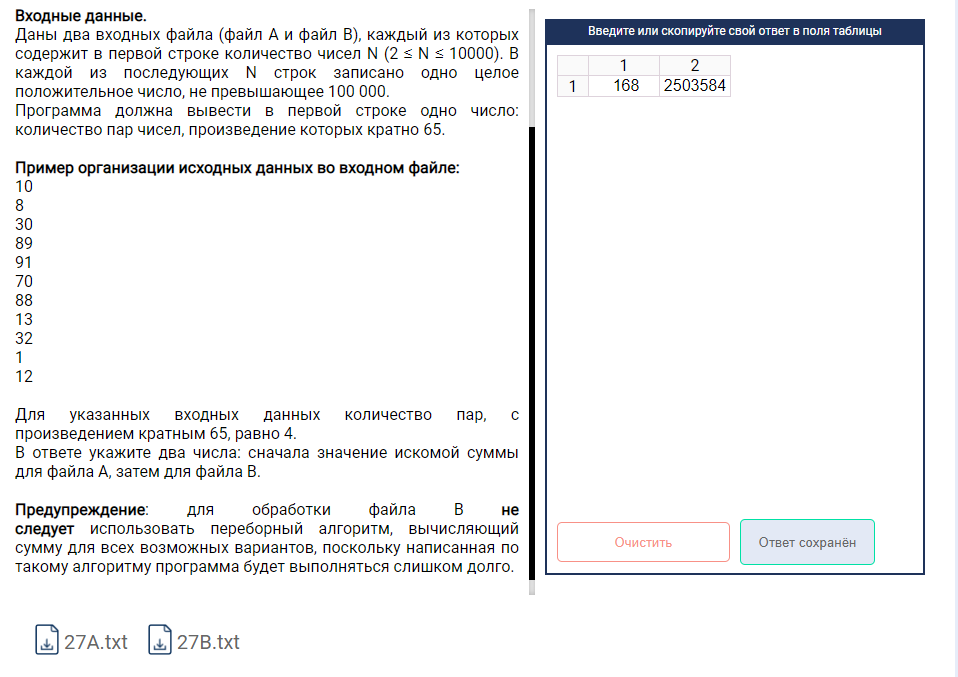 Входные данные.
Даны два входных файла (файл A и файл B), каждый из которых
содержит в первой строке количество чисел N (2 ≤ N ≤ 10000). В
каждой из последующих N строк записано одно целое
положительное число, не превышающее 100 000.
Программа должна вывести в первой строке одно число:
количество пар чисел, произведение которых кратно 65.
Пример организации исходных данных во входном файле:
10
8
30
89
91
70
88
13
32
1
12
Для указанных входных данных количество пар, с
произведением кратным 65, равно 4.
В ответе укажите два числа: сначала значение искомой суммы
для файла A, затем для файла B.
Предупреждение: для обработки файла B не
следует использовать переборный алгоритм, вычисляющий
сумму для всех возможных вариантов, поскольку написанная по
такому алгоритму программа будет выполняться слишком долго.
Введите или скопируйте свой ответ в поля таблицы
1 2
1 168 2503584
Очистить
Ответ сохранён
27A.txt 27B.txt